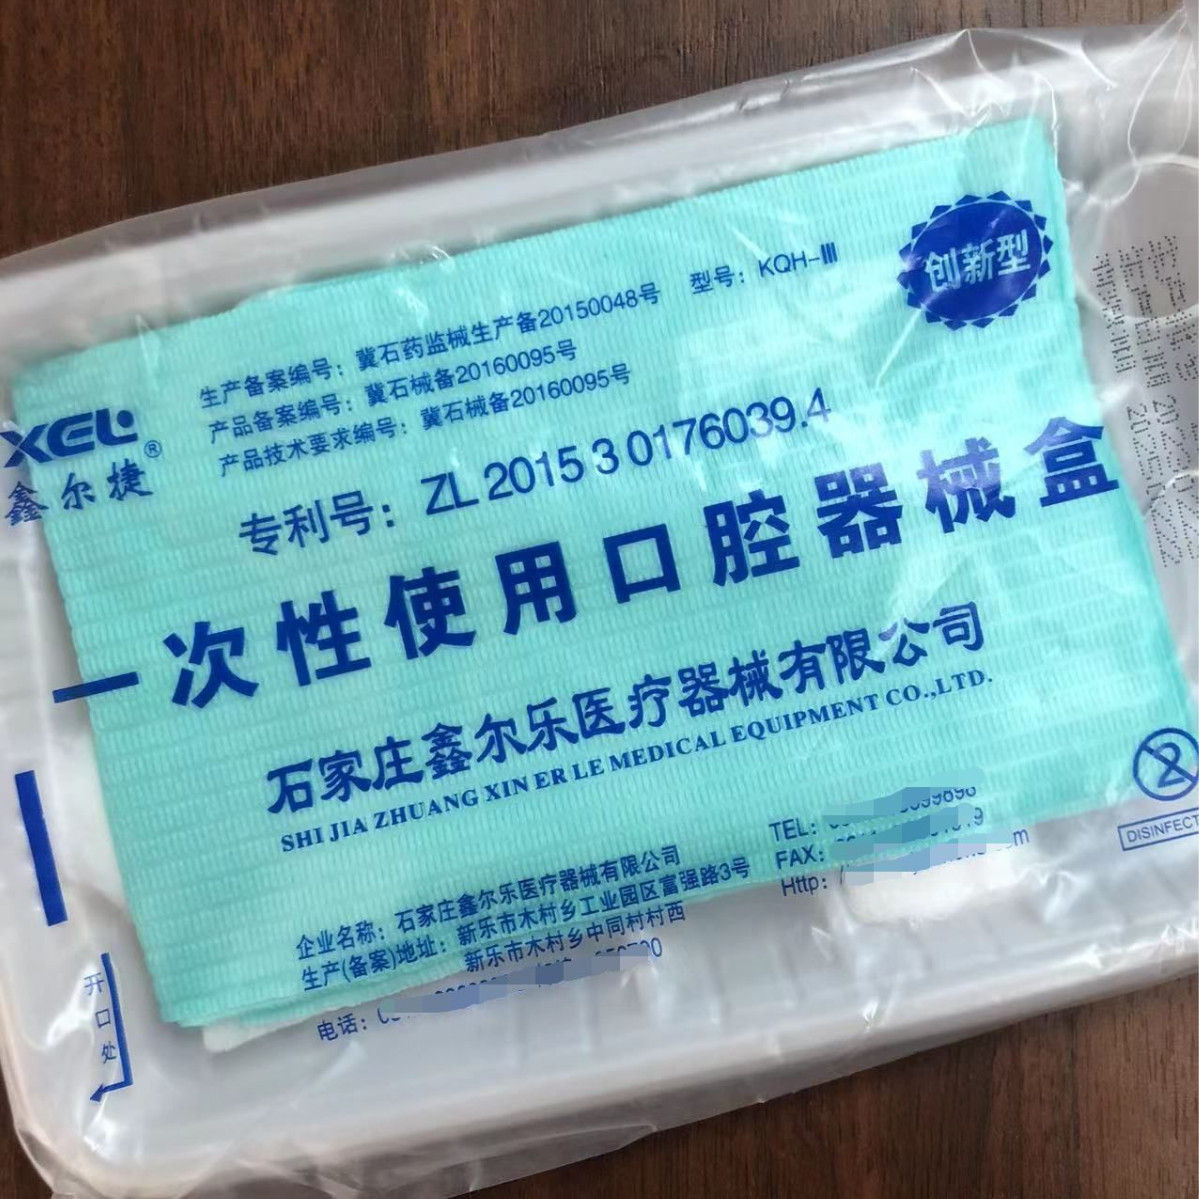 创新型
生产备案编号：冀石药监械生产备20150048号 型号：KQH-Ⅲ
产品备案编号：冀石械备20160095号
产品技术要求编号：冀石械备20160095号
XEL®
鑫尔捷
专利号：ZL 2015 3 0176039.4
一次性使用口腔器械盒
石家庄鑫尔乐医疗器械有限公司
SHI JIA ZHUANG XIN ER LE MEDICAL EQUIPMENT CO.,LTD.
企业名称：石家庄鑫尔乐医疗器械有限公司
生产(备案)地址：新乐市木村乡工业园区富强路3号
新乐市木村乡中同村村西
电话：
TEL:
FAX:
Http:
2
DISINFECT
开口处